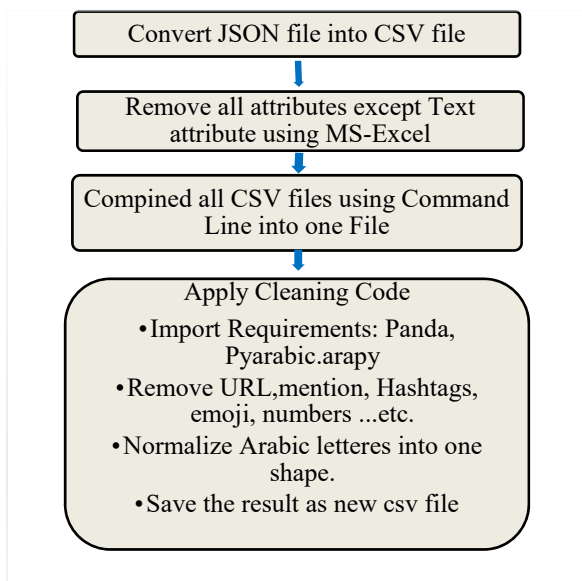 Convert JSON file into CSV file
Remove all attributes except Text
attribute using MS-Excel
Compined all CSV files using Command
Line into one File
Apply Cleaning Code
•Import Requirements: Panda,
Pyarabic.arapy
•Remove URL,mention, Hashtags,
emoji, numbers ...etc.
•Normalize Arabic letteres into one
shape.
•Save the result as new csv file